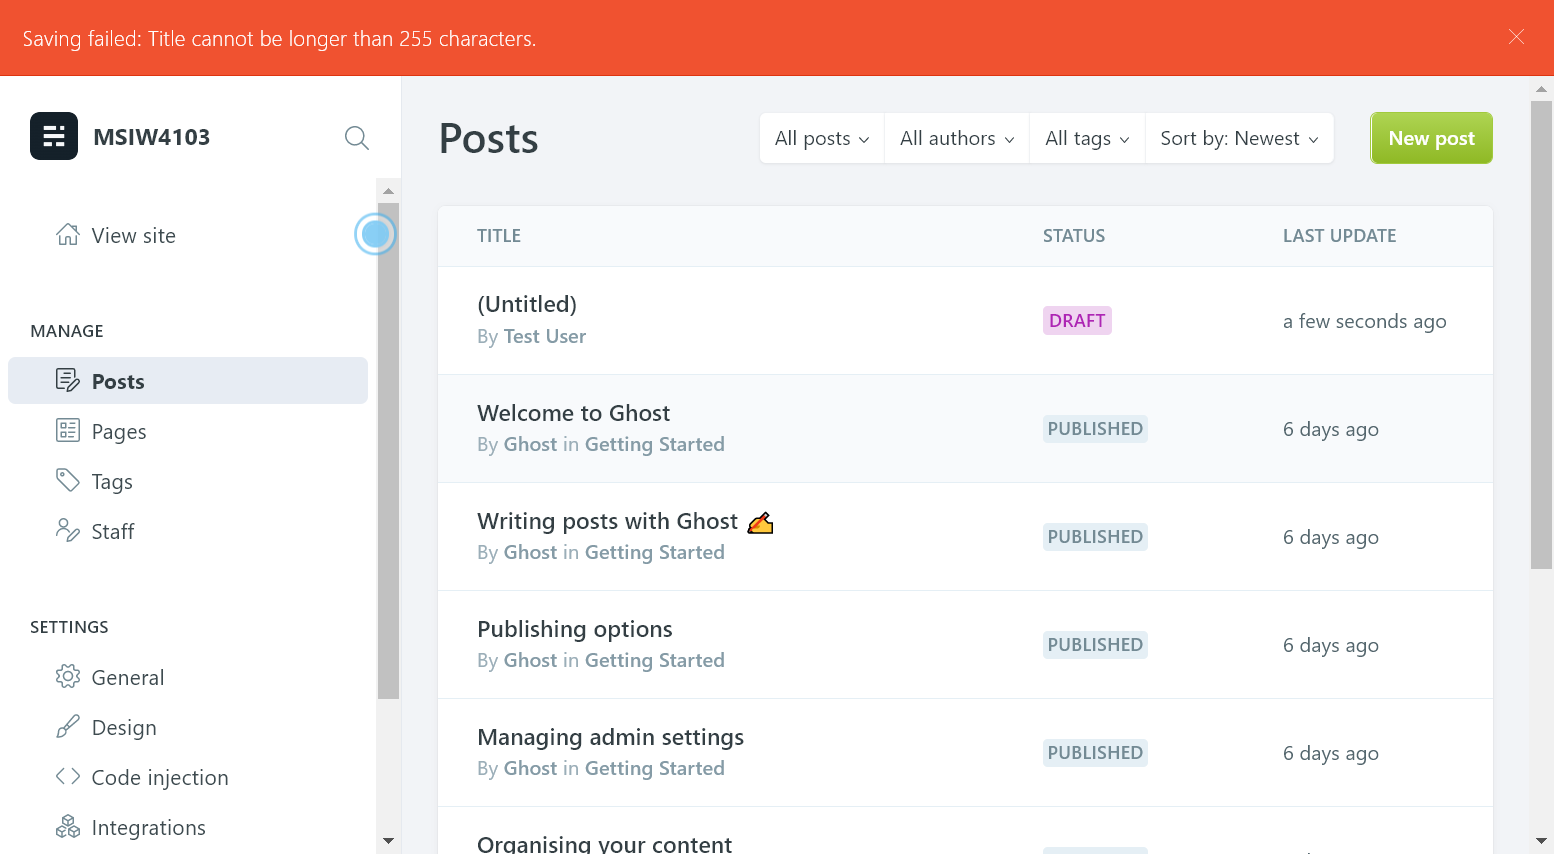 Saving failed: Title cannot be longer than 255 characters.
MSIW4103
View site
MANAGE
Posts
Pages
Tags
Staff
SETTINGS
General
Design
Code injection
Integrations
Posts
All posts
All authors
All tags
Sort by: Newest
New post
TITLE STATUS LAST UPDATE
(Untitled)
By Test User
DRAFT
a few seconds ago
Welcome to Ghost
By Ghost in Getting Started
PUBLISHED
6 days ago
Writing posts with Ghost ✍️
By Ghost in Getting Started
PUBLISHED
6 days ago
Publishing options
By Ghost in Getting Started
PUBLISHED
6 days ago
Managing admin settings
By Ghost in Getting Started
PUBLISHED
6 days ago
Organising your content